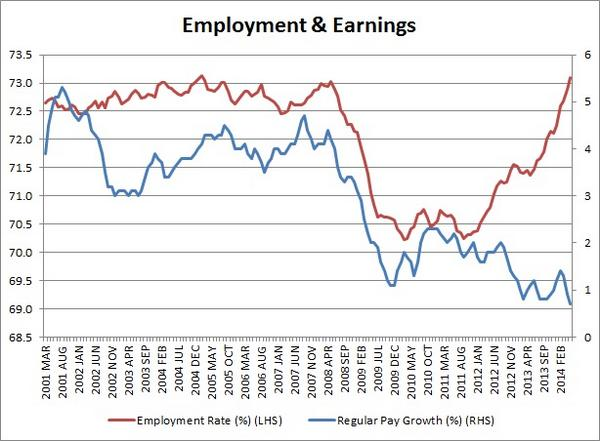 Employment & Earnings
73.5
73.0
72.5
72.0
71.5
71.0
70.5
70.0
69.5
69.0
68.5
6
5
4
3
2
1
0
2001 MAR
2001 AUG
2002 JAN
2002 JUN
2002 NOV
2003 APR
2003 SEP
2004 FEB
2004 JUL
2004 DEC
2005 MAY
2005 OCT
2006 MAR
2006 AUG
2007 JAN
2007 JUN
2007 NOV
2008 APR
2008 SEP
2009 FEB
2009 JUL
2009 DEC
2010 MAY
2010 OCT
2011 MAR
2011 AUG
2012 JAN
2012 JUN
2012 NOV
2013 APR
2013 SEP
2014 FEB
Employment Rate (%) (LHS)
Regular Pay Growth (%) (RHS)